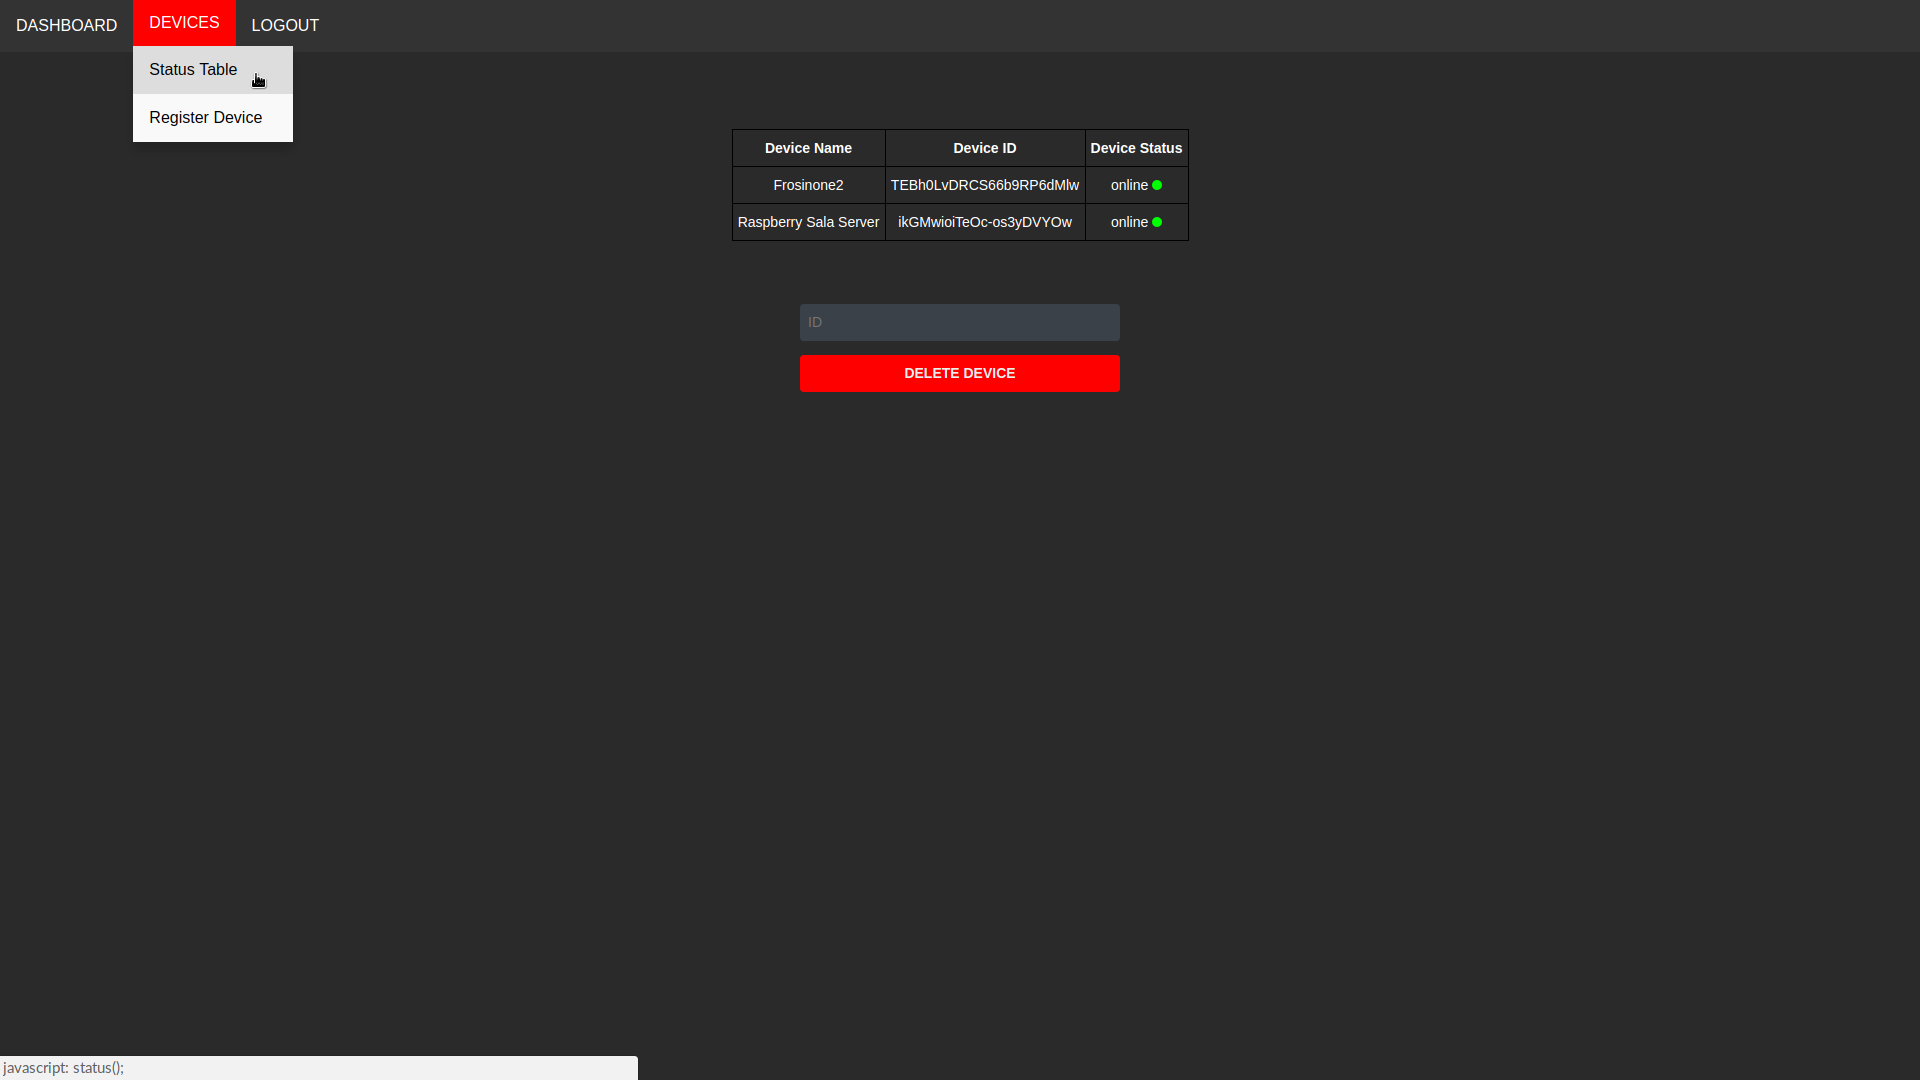 DASHBOARD DEVICES LOGOUT
Status Table
Register Device
Device Name Device ID Device Status
Frosinone2 TEBh0LvDRCS66b9RP6dMlw online
Raspberry Sala Server ikGMwioiTeOc-os3yDVYOw online
ID
DELETE DEVICE
javascript: status();